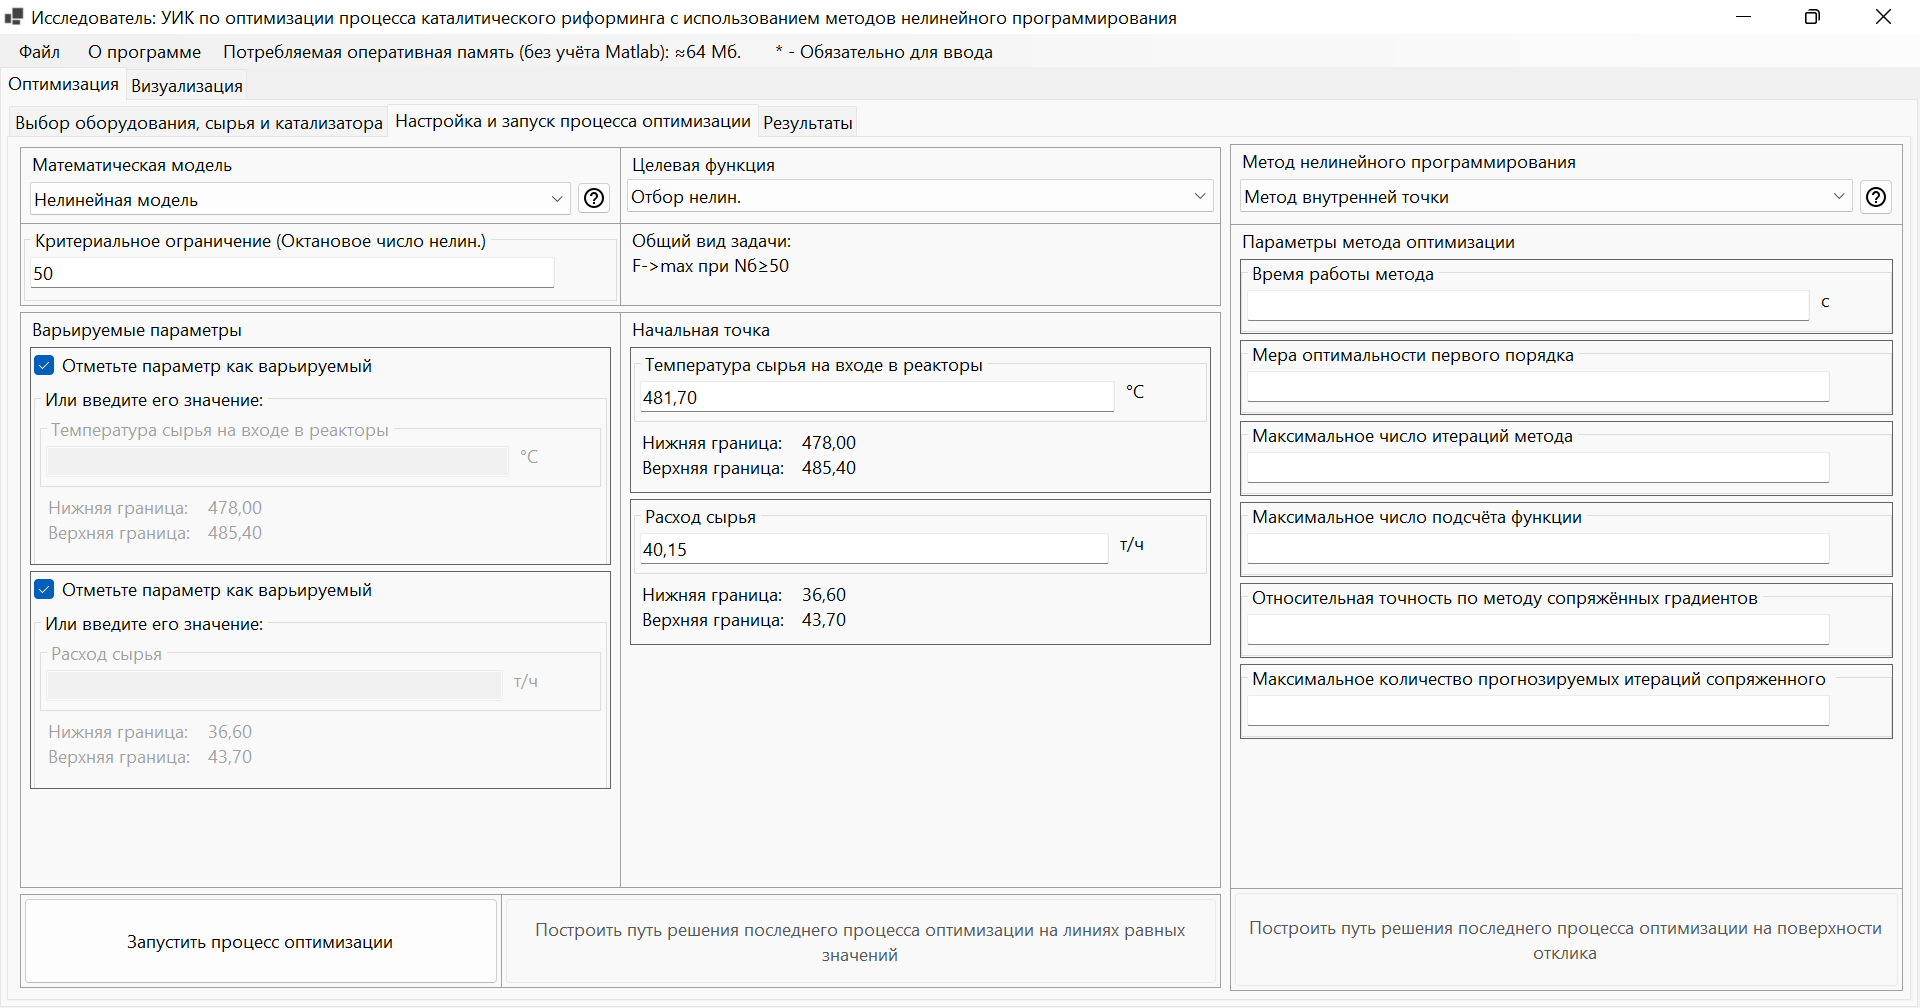 Исследователь: УИК по оптимизации процесса каталитического риформинга с использованием методов нелинейного программирования
Файл О программе Потребляемая оперативная память (без учёта Matlab): ≈64 Мб. * - Обязательно для ввода
Оптимизация Визуализация
Выбор оборудования, сырья и катализатора Настройка и запуск процесса оптимизации Результаты
Математическая модель
Нелинейная модель
Критериальное ограничение (Октановое число нелин.)
50
Целевая функция
Отбор нелин.
Общий вид задачи:
F->max при N6≥50
Варьируемые параметры
Отметьте параметр как варьируемый
Или введите его значение:
Температура сырья на входе в реакторы
°C
Нижняя граница: 478,00
Верхняя граница: 485,40
Отметьте параметр как варьируемый
Или введите его значение:
Расход сырья
т/ч
Нижняя граница: 36,60
Верхняя граница: 43,70
Начальная точка
Температура сырья на входе в реакторы
481,70 °C
Нижняя граница: 478,00
Верхняя граница: 485,40
Расход сырья
40,15 т/ч
Нижняя граница: 36,60
Верхняя граница: 43,70
Метод нелинейного программирования
Метод внутренней точки
Параметры метода оптимизации
Время работы метода
с
Мера оптимальности первого порядка
Максимальное число итераций метода
Максимальное число подсчёта функции
Относительная точность по методу сопряжённых градиентов
Максимальное количество прогнозируемых итераций сопряженного
Запустить процесс оптимизации
Построить путь решения последнего процесса оптимизации на линиях равных
значений
Построить путь решения последнего процесса оптимизации на поверхности
отклика